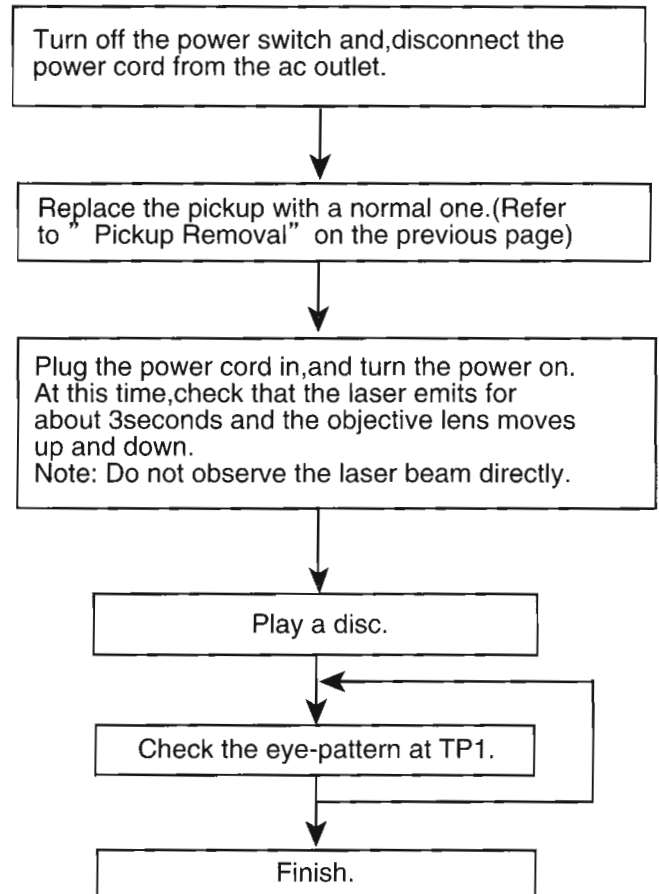 Turn off the power switch and,disconnect the
power cord from the ac outlet.
Replace the pickup with a normal one.(Refer
to ” Pickup Removal” on the previous page)
Plug the power cord in,and turn the power on.
At this time,check that the laser emits for
about 3seconds and the objective lens moves
up and down.
Note: Do not observe the laser beam directly.
Play a disc.
Check the eye-pattern at TP1.
Finish.